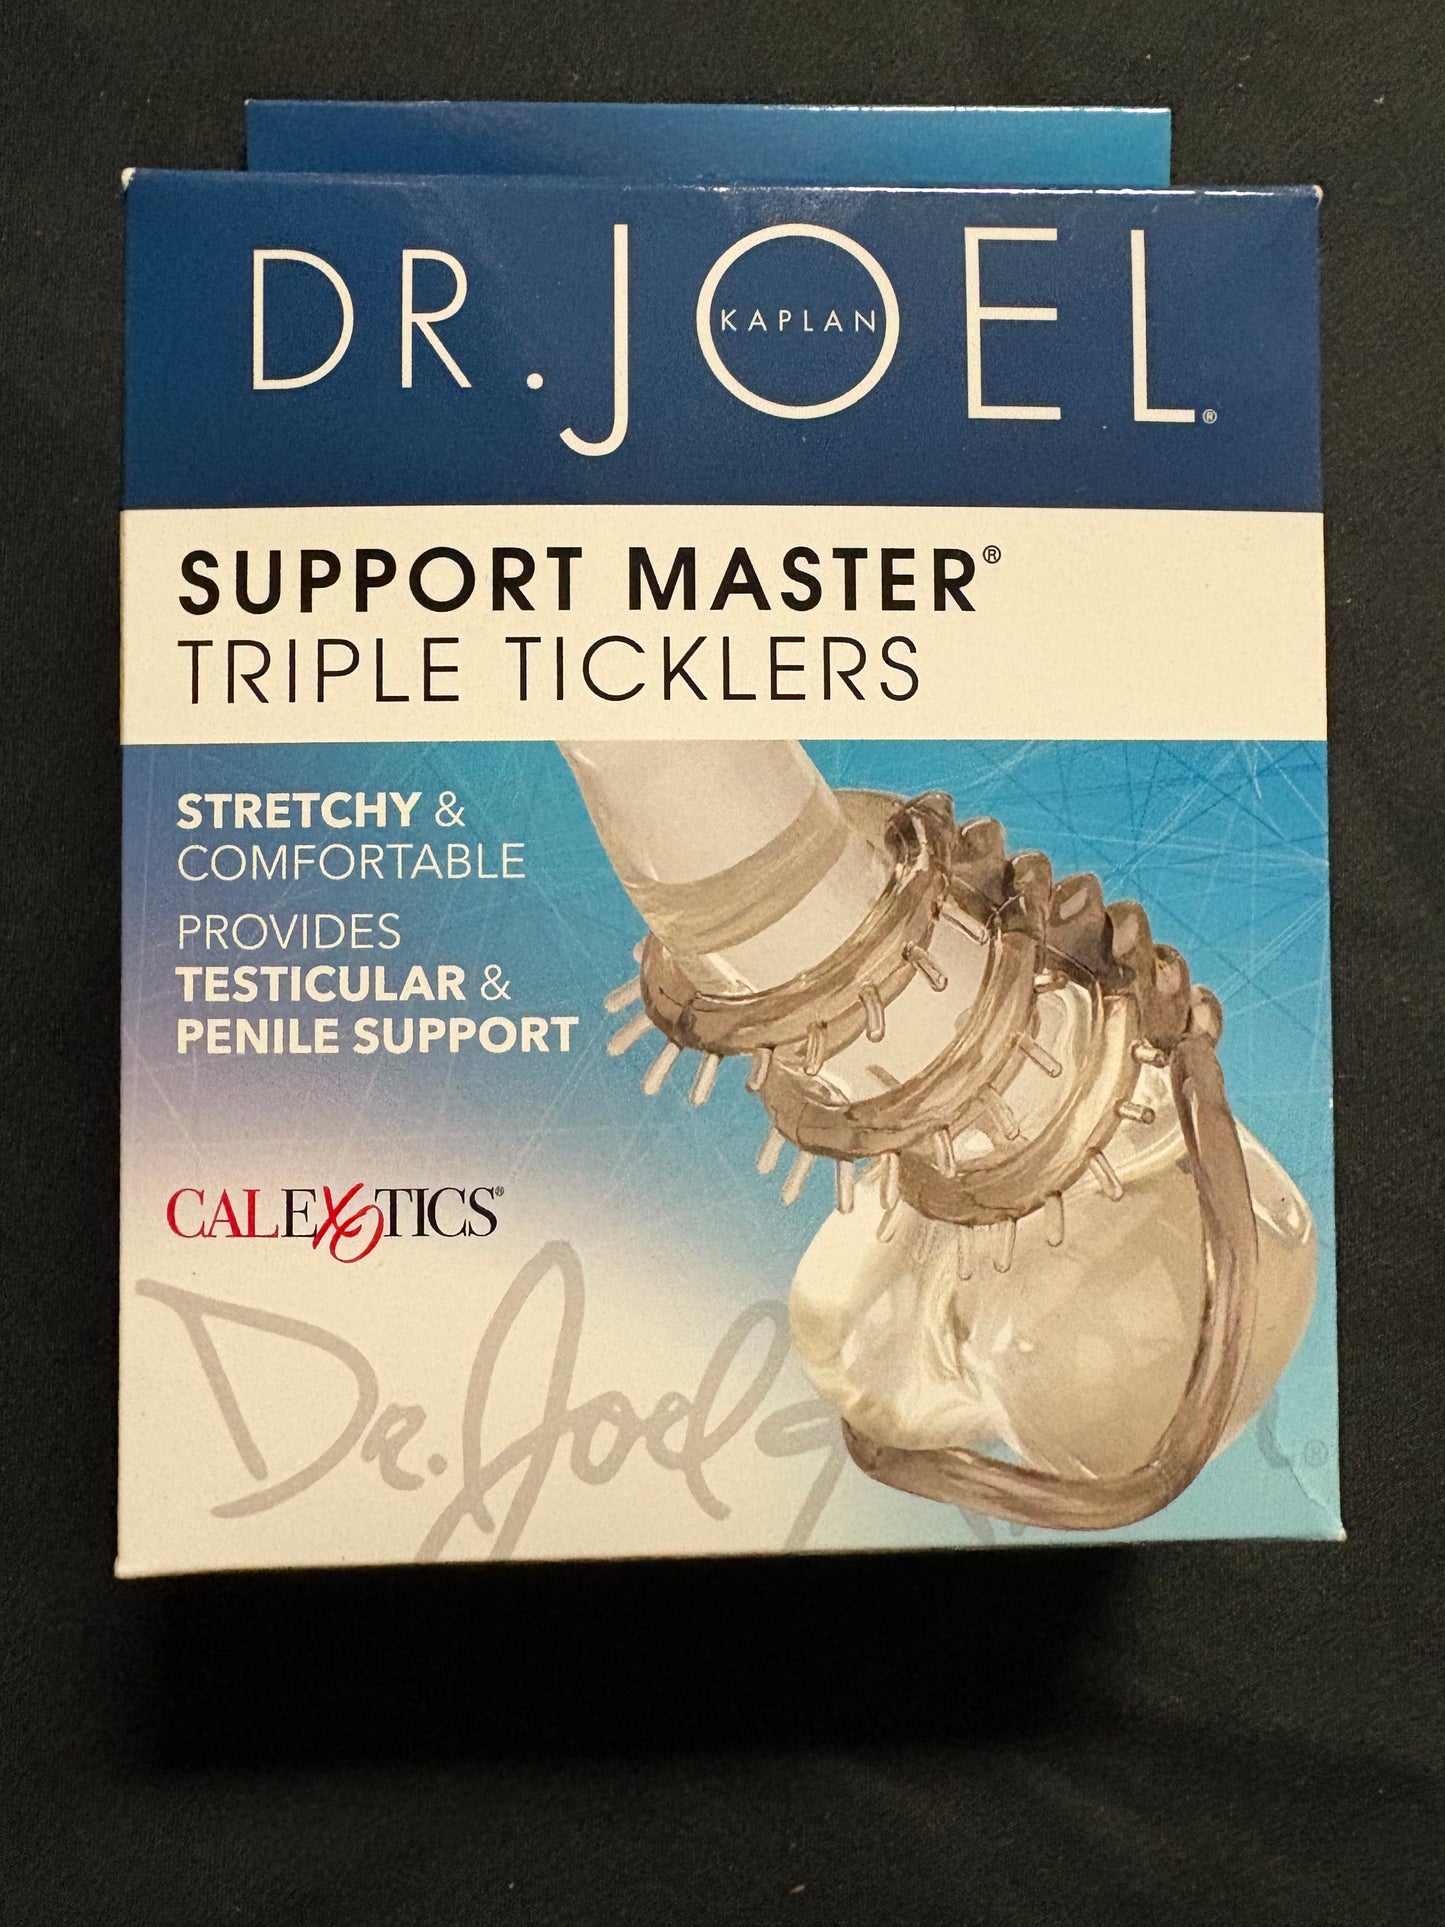 DR. JOEL®
KAPLAN
SUPPORT MASTER®
TRIPLE TICKLERS
STRETCHY &
COMFORTABLE
PROVIDES
TESTICULAR &
PENILE SUPPORT
CALEXOTICS®
Dr. Joel